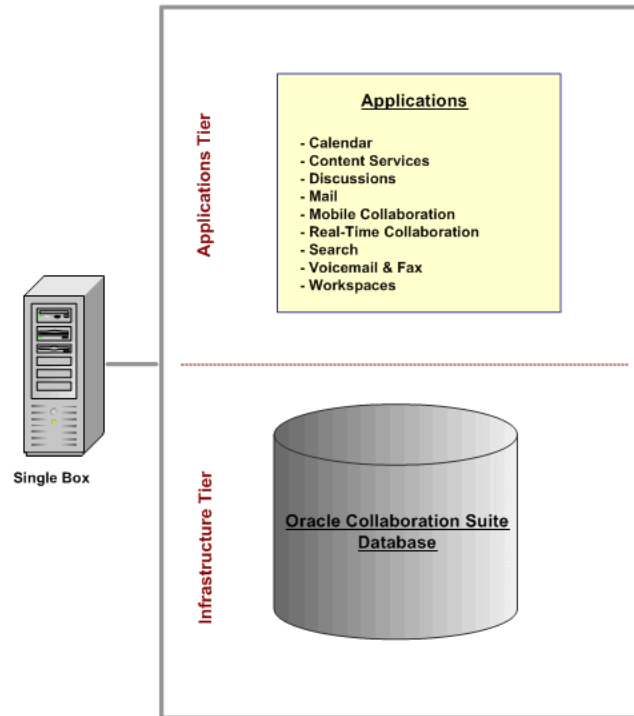 Applications Tier
Applications
- Calendar
- Content Services
- Discussions
- Mail
- Mobile Collaboration
- Real-Time Collaboration
- Search
- Voicemail & Fax
- Workspaces
Single Box
Infrastructure Tier
Oracle Collaboration Suite
Database